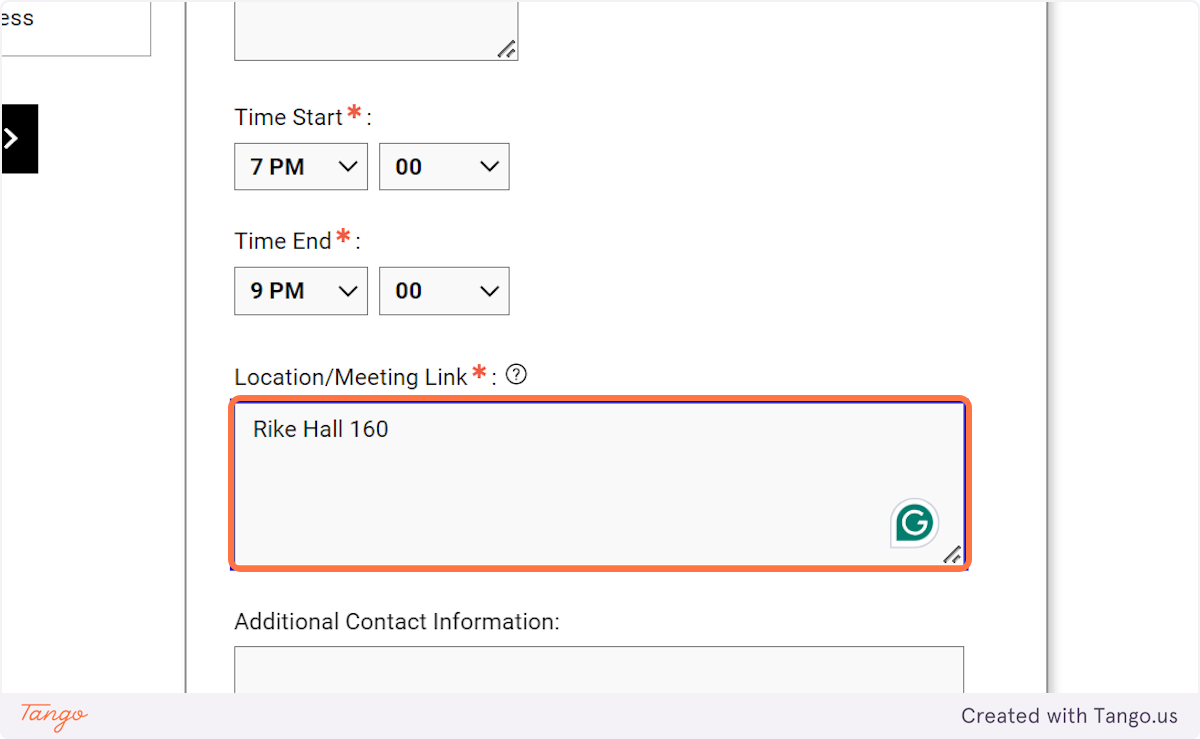 ess
Time Start*:
7 PM 00
Time End*:
9 PM 00
Location/Meeting Link*: ?
Rike Hall 160
G
Additional Contact Information:
Tango
Created with Tango.us